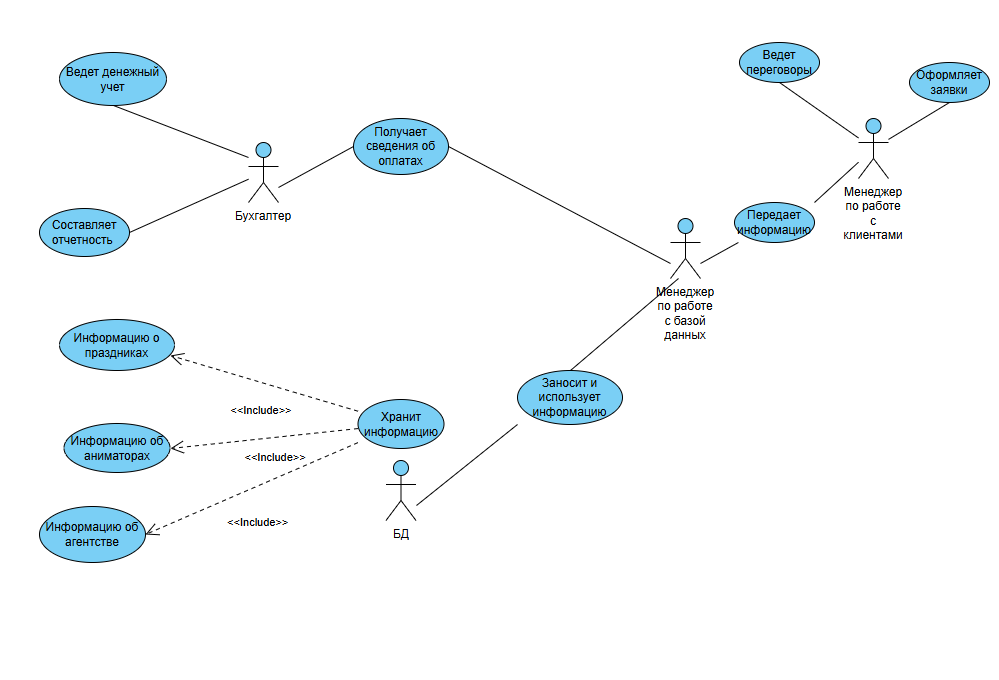 Ведет денежный
учет
Ведет
переговоры
Оформляет
заявки
Получает
сведения об
оплатах
Бухгалтер
Менеджер
по работе
с
клиентами
Составляет
отчетность
Передает
информацию
Менеджер
по работе
с базой
данных
Информацию о
праздниках
<<Include>>
Хранит
информацию
Заносит и
использует
информацию
Информацию об
аниматорах
<<Include>>
Информацию об
агентстве
<<Include>>
БД